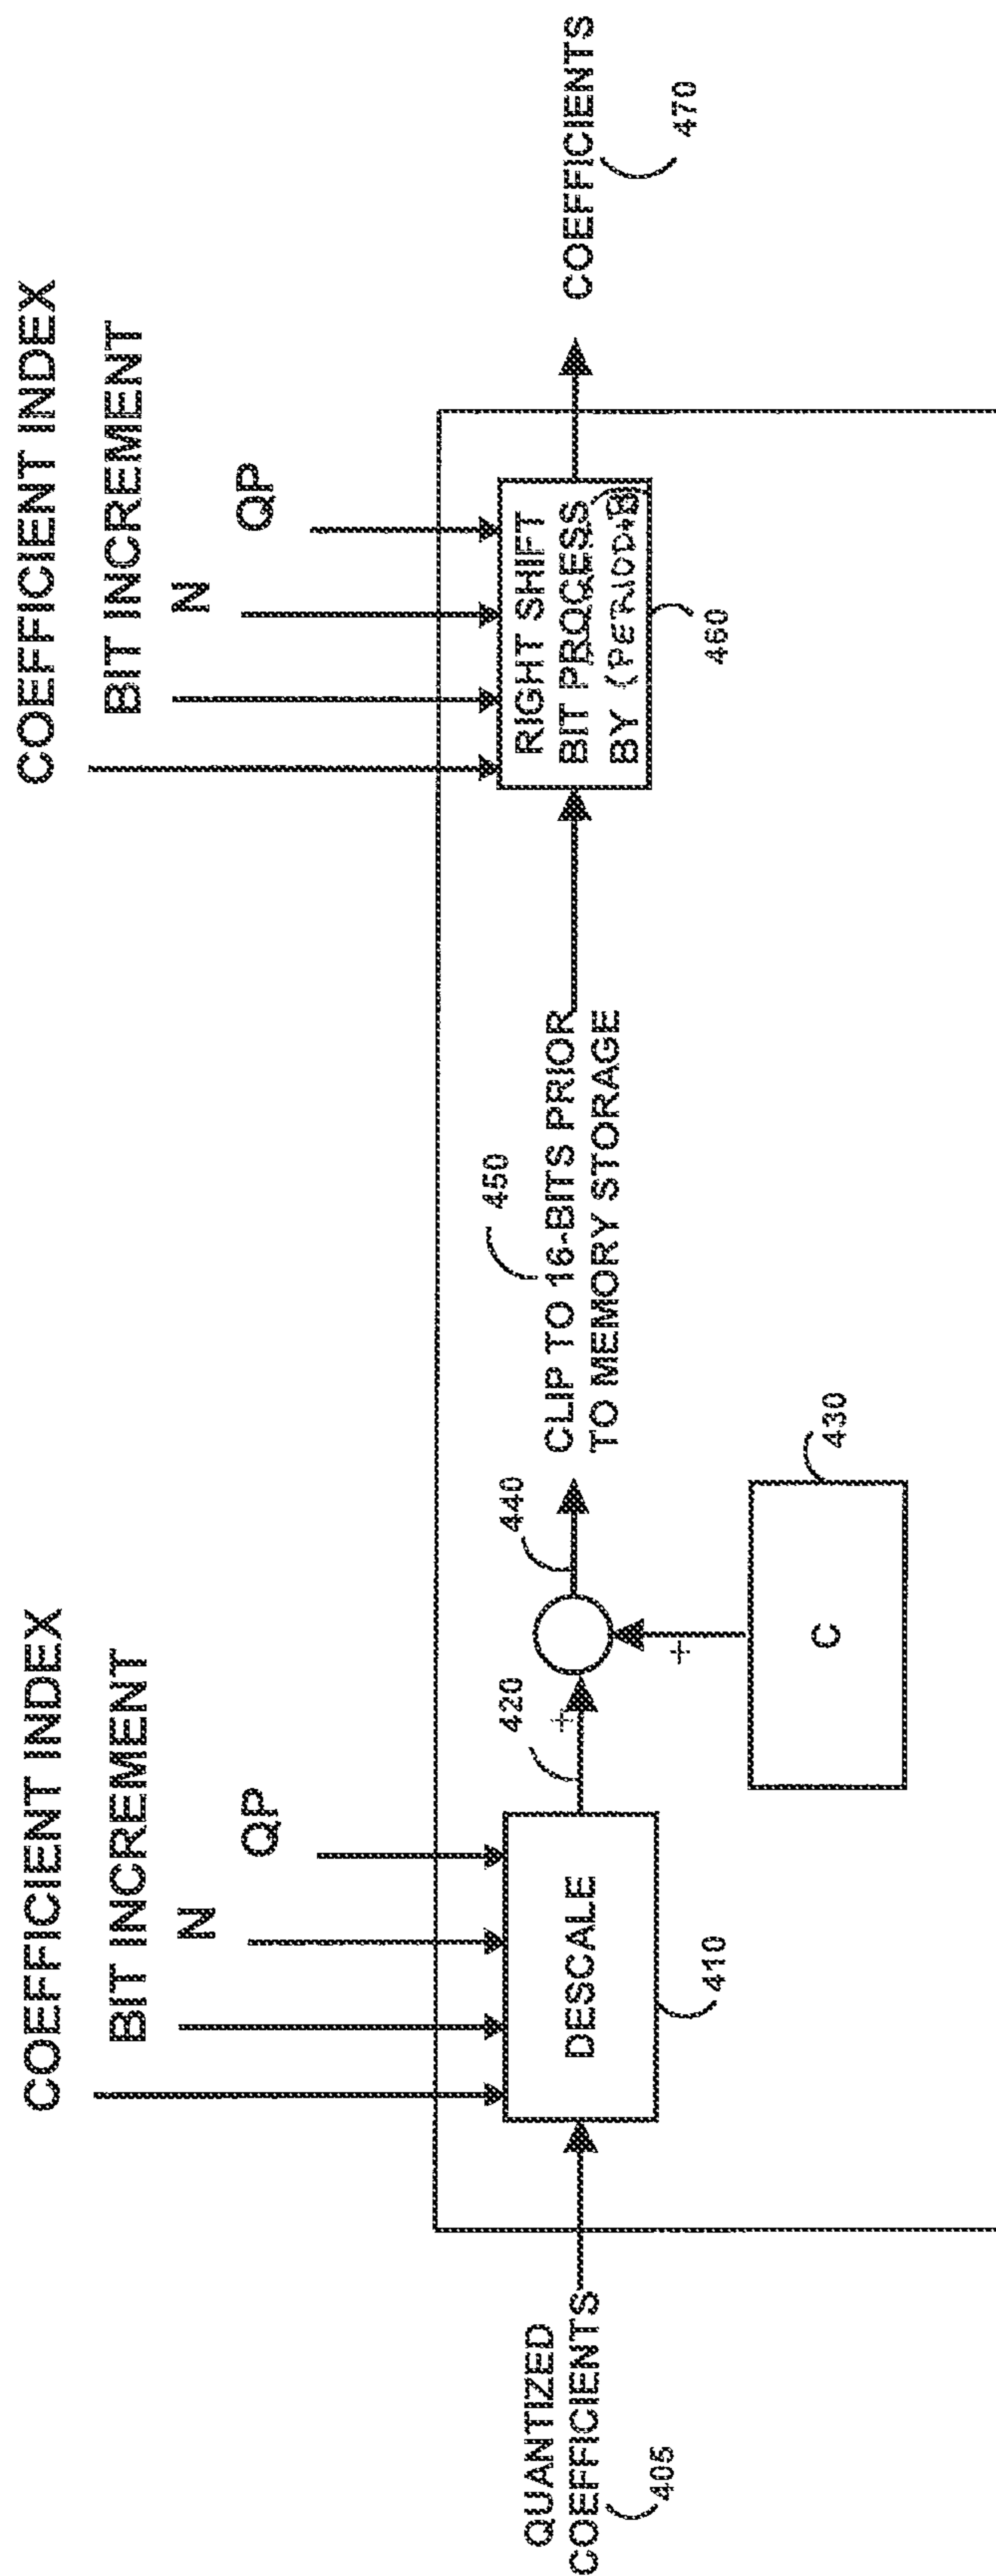 COEFFICIENT INDEX
BIT INCREMENT
N
QP
COEFFICIENT INDEX
BIT INCREMENT
N
QP
QUANTIZED
COEFFICIENTS
405
DESCALE
410
420
+
+
C
430
440
450
CLIP TO 16-BITS PRIOR
TO MEMORY STORAGE
RIGHT SHIFT
BIT PROCESS
BY (PERIOD+B)
460
COEFFICIENTS
470